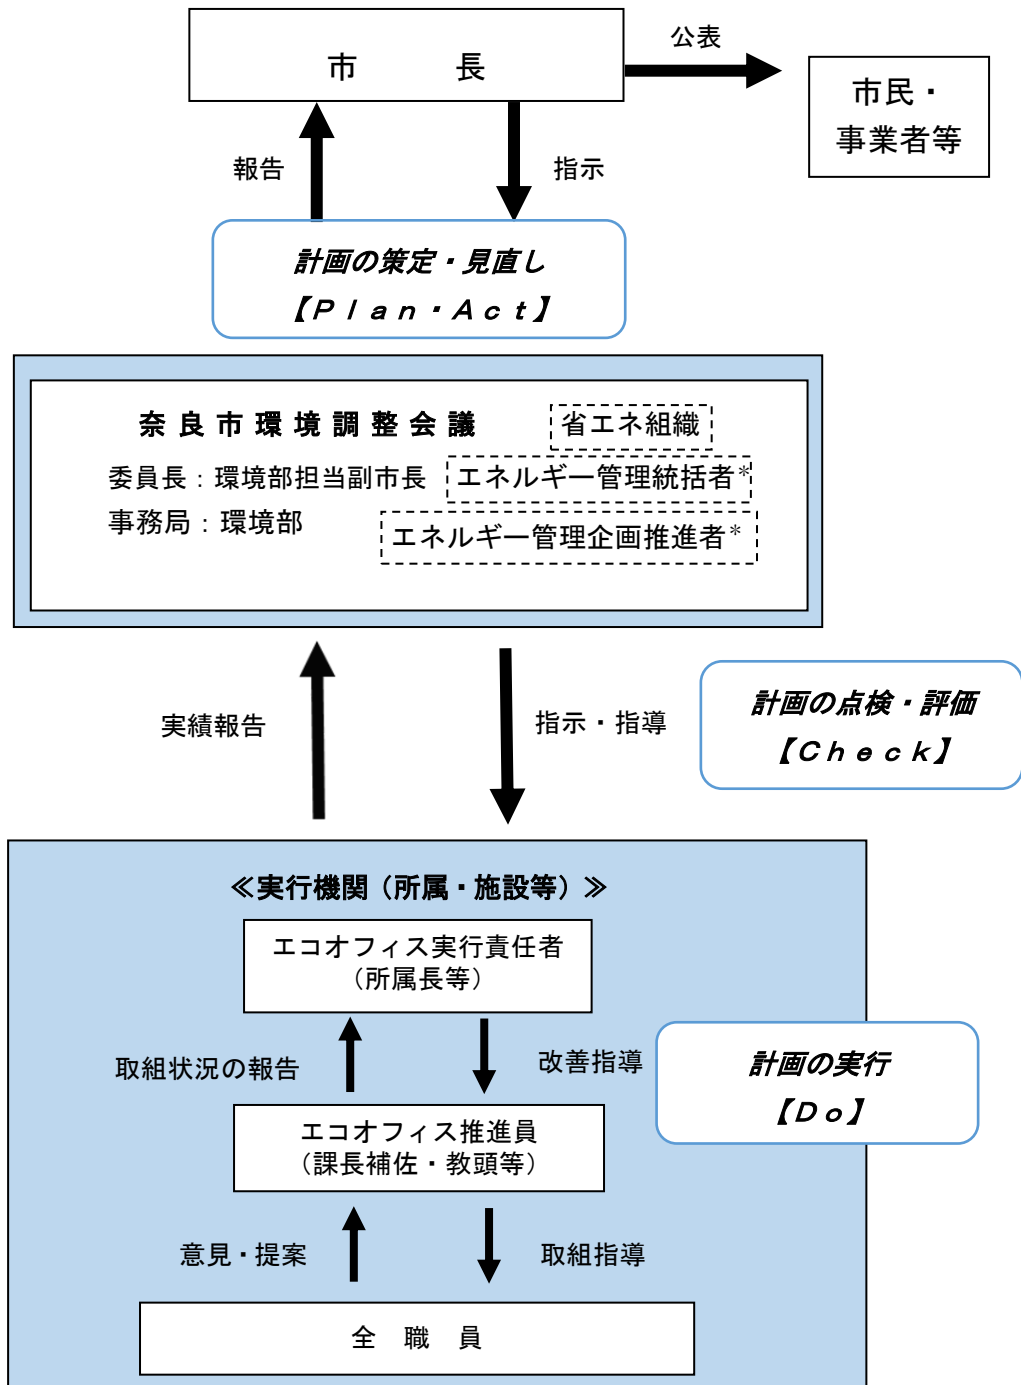 市　　長
公表
市民・
事業者等
報告
指示
計画の策定・見直し
【Ｐｌａｎ・Ａｃｔ】
奈良市環境調整会議
省エネ組織
委員長：環境部担当副市長
エネルギー管理統括者*
事務局：環境部
エネルギー管理企画推進者*
実績報告
指示・指導
計画の点検・評価
【Ｃｈｅｃｋ】
≪実行機関（所属・施設等）≫
エコオフィス実行責任者
（所属長等）
取組状況の報告
改善指導
計画の実行
【Ｄｏ】
エコオフィス推進員
（課長補佐・教頭等）
意見・提案
取組指導
全　職　員